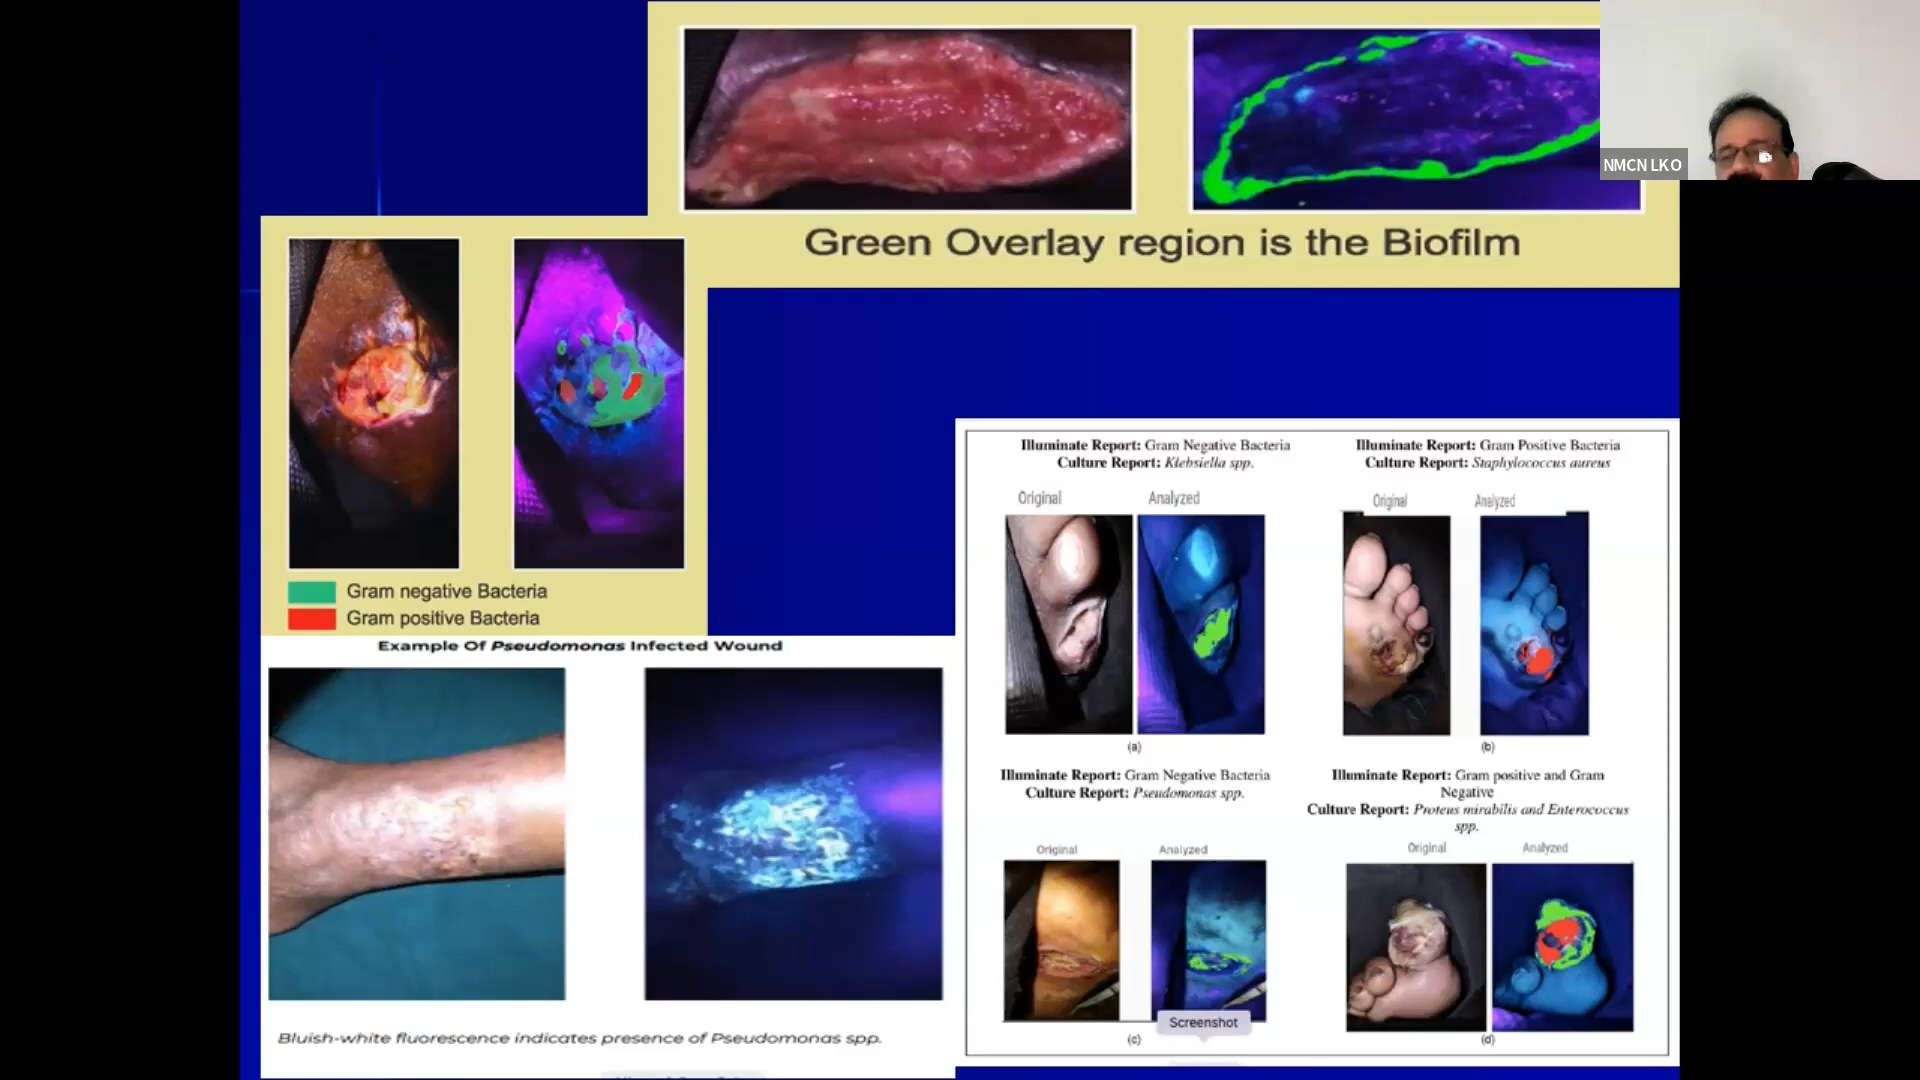 NMCN LKO
Green Overlay region is the Biofilm
Gram negative Bacteria
Gram positive Bacteria
Example Of Pseudomonas Infected Wound
Bluish-white fluorescence indicates presence of Pseudomonas spp.
Illuminate Report: Gram Negative Bacteria
Culture Report: Klebsiella spp.
Original
Analyzed
(a)
Illuminate Report: Gram Positive Bacteria
Culture Report: Staphylococcus aureus
Original
Analyzed
(b)
Illuminate Report: Gram Negative Bacteria
Culture Report: Pseudomonas spp.
Original
Analyzed
Screenshot
(c)
Illuminate Report: Gram positive and Gram
Negative
Culture Report: Proteus mirabilis and Enterococcus
spp.
Original
Analyzed
(d)